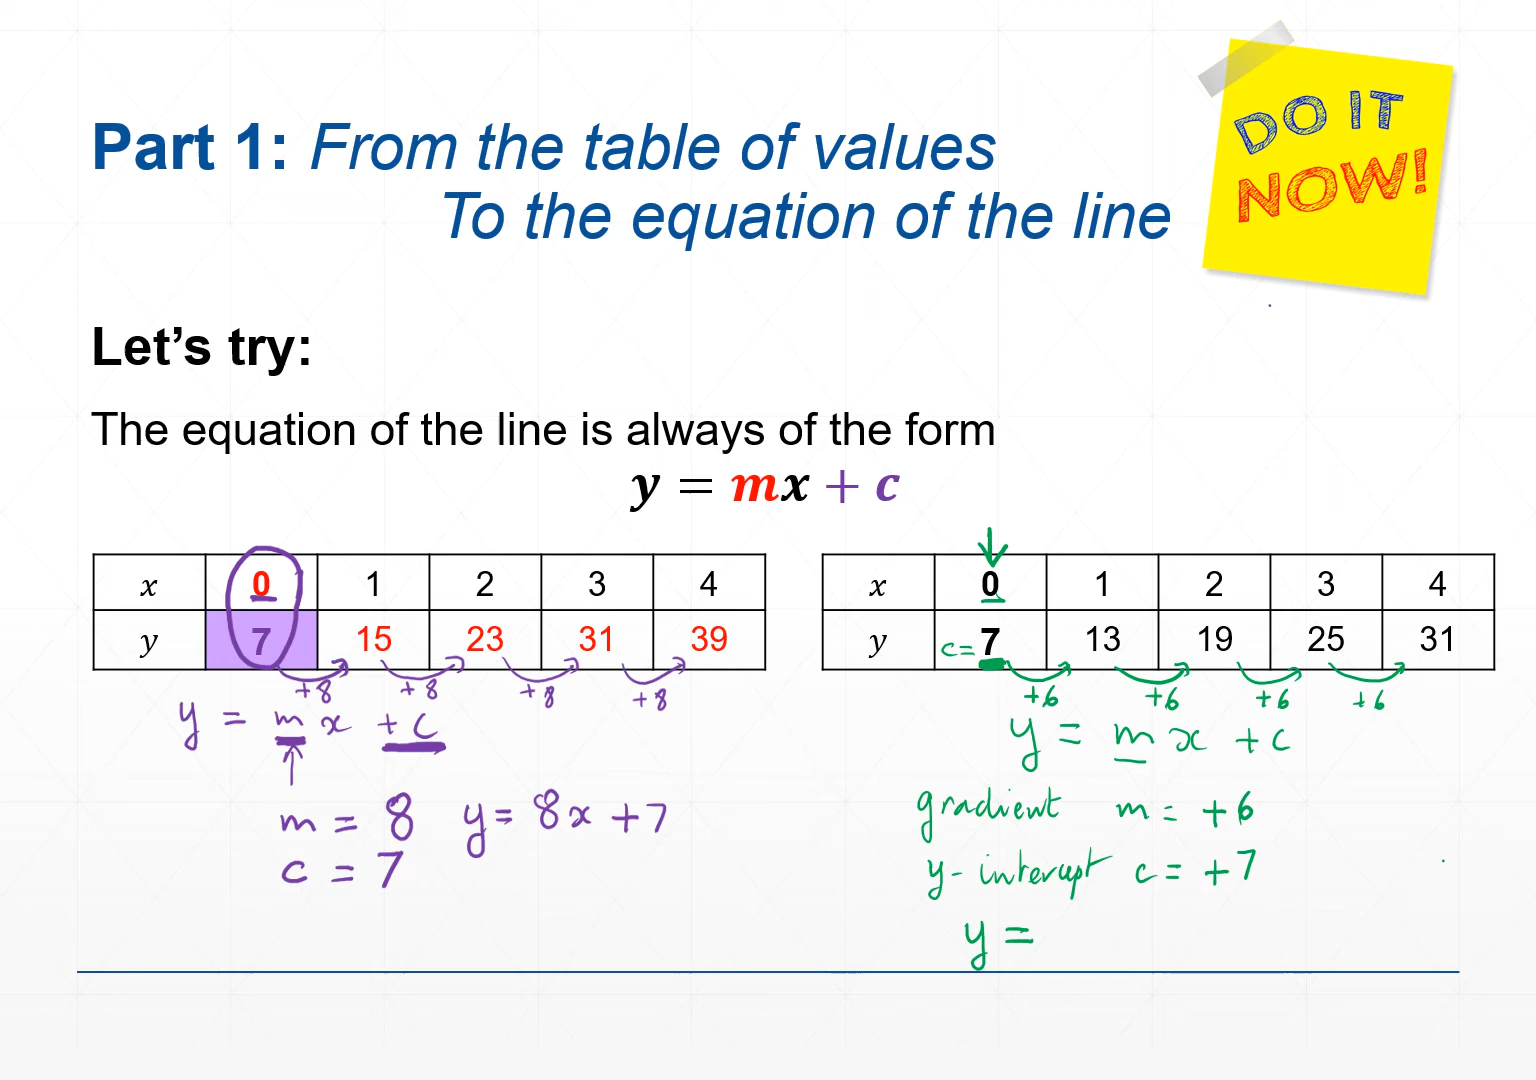 DO IT
NOW!
Part 1: From the table of values
To the equation of the line
Let’s try:
The equation of the line is always of the form
y = mx + c
x 0 1 2 3 4
y 7 15 23 31 39
+8 +8 +8 +8
y = mx + c
m = 8 y = 8x + 7
c = 7
x 0 1 2 3 4
y c= 7 13 19 25 31
+6 +6 +6 +6
y = mx + c
gradient m = +6
y-intercept c = +7
y =